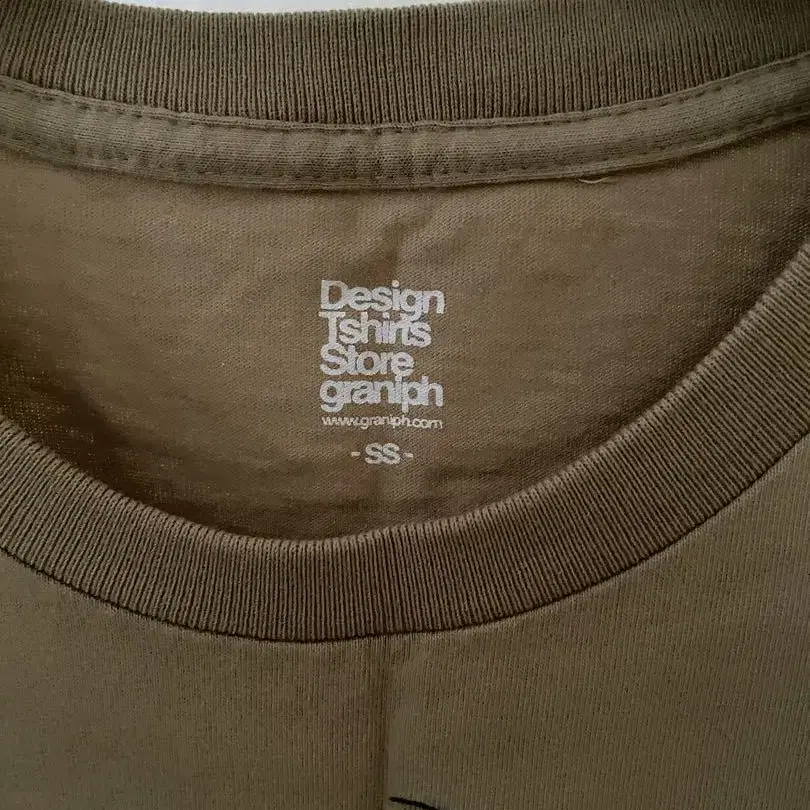 Design
Tshirts
Store
graniph
www.graniph.com
- SS -